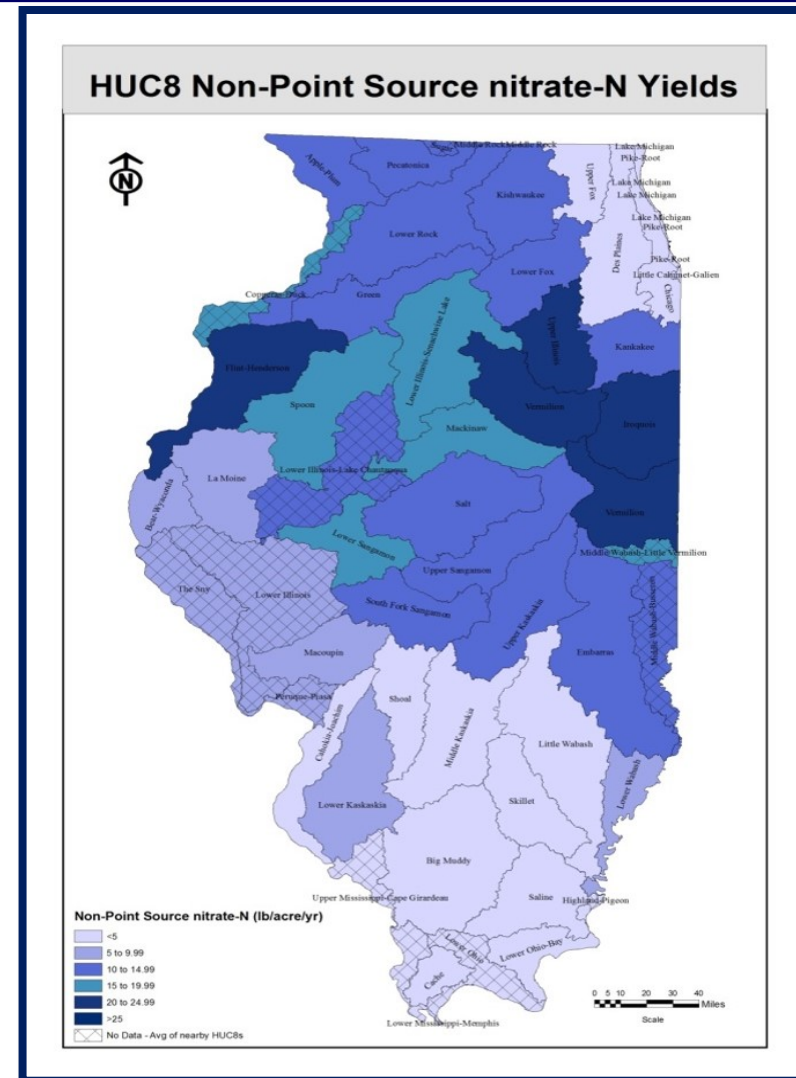 HUC8 Non-Point Source nitrate-N Yields
N
Apple-Plum
Pecatonica
Sugar
Middle Rock
Middle Rock
Kishwaukee
Upper Fox
Lake Michigan
Pike-Root
Lake Michigan
Lake Michigan
Lake Michigan
Pike-Root
Pike-Root
Little Calumet-Galien
Des Plaines
Chicago
Lower Rock
Lower Fox
Copperas-Duck
Green
Lower Illinois-Senachwine Lake
Upper Illinois
Kankakee
Flint-Henderson
Spoon
Vermilion
Iroquois
Mackinaw
La Moine
Lower Illinois-Lake Chautauqua
Bear-Wyaconda
Salt
Vermilion
Lower Sangamon
Middle Wabash-Little Vermilion
Upper Sangamon
The Sny
Lower Illinois
South Fork Sangamon
Upper Kaskaskia
Middle Wabash-Busseron
Macoupin
Embarras
Peruque-Piasa
Cahokia-Joachim
Shoal
Middle Kaskaskia
Little Wabash
Lower Wabash
Lower Kaskaskia
Skillet
Big Muddy
Upper Mississippi-Cape Girardeau
Saline
Highland-Pigeon
Lower Ohio
Lower Ohio-Bay
Cache
Lower Mississippi-Memphis
Non-Point Source nitrate-N (lb/acre/yr)
<5
5 to 9.99
10 to 14.99
15 to 19.99
20 to 24.99
>25
No Data - Avg of nearby HUC8s
0 5 10 20 30 40
Miles
Scale